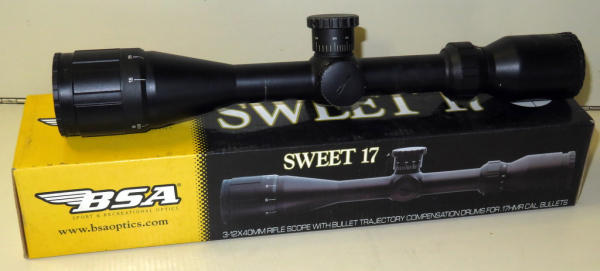 SWEET 17
SWEET 17
BSA
SPORT & RECREATIONAL OPTICS
www.bsaoptics.com
3-12X40MM RIFLE SCOPE WITH BULLET TRAJECTORY COMPENSATION DRUMS FOR .17HMR CAL BULLETS